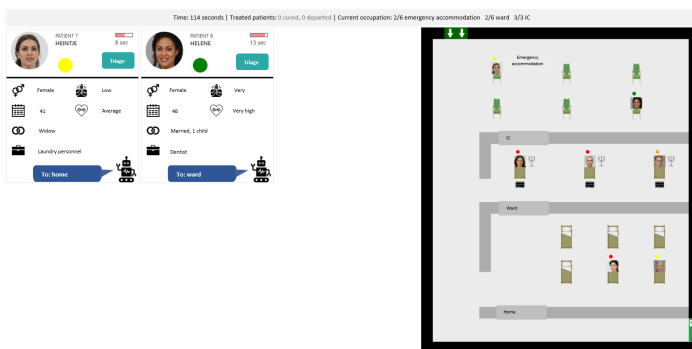 Time: 114 seconds | Treated patients: 0 cured, 0 departed | Current occupation: 2/6 emergency accommodation 2/6 ward 3/3 IC
PATIENT 7
HEINTJE
8 sec
Triage
Female
Low
41
Average
Widow
Laundry personnel
To: home
PATIENT 8
HELENE
13 sec
Triage
Female
Very
46
Very high
Married, 1 child
Dentist
To: ward
Emergency
accommodation
IC
Ward
Home